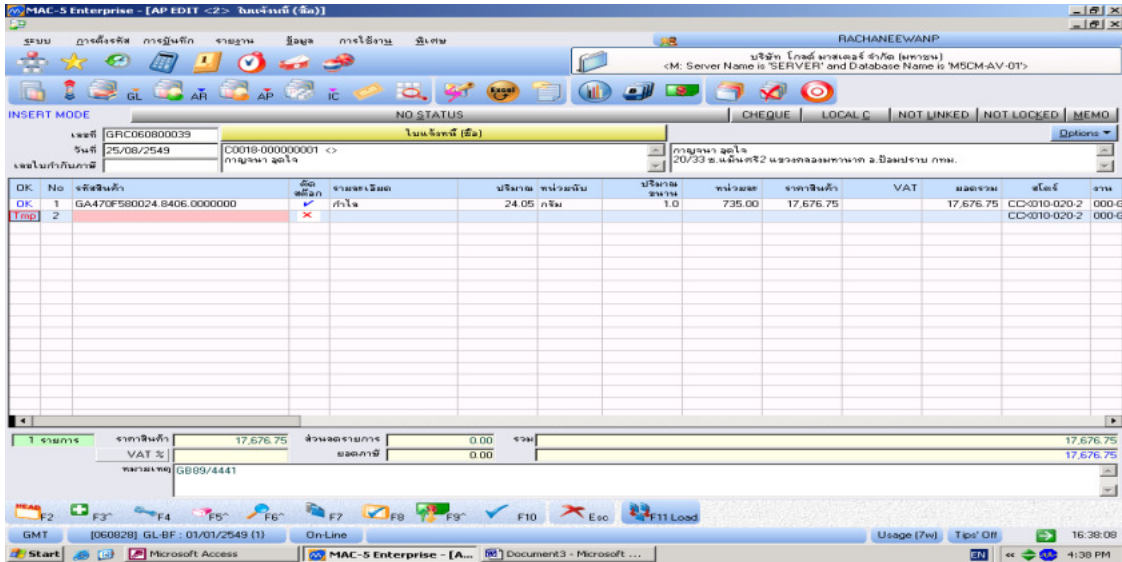 MAC-5 Enterprise - [AP EDIT <2> ใบแจ้งหนี้ (ซื้อ)]
ระบบ การตั้งรหัส การบันทึก รายงาน ข้อมูล การใช้งาน พิเศษ
RACHANEEWANP
บริษัท โกลด์ มาสเตอร์ จำกัด (มหาชน)
<M: Server Name is 'SERVER' and Database Name is 'M5CM-AV-01'>
GL AR AP IC Excel
INSERT MODE NO STATUS CHEQUE LOCAL C NOT LINKED NOT LOCKED MEMO
เลขที่ GRC060800039 ใบแจ้งหนี้ (ซื้อ) Options
วันที่ 25/08/2549 C0018-000000001 <>
เลขใบกำกับภาษี กาญจนา อุดใจ
กาญจนา อุดใจ
20/33 ซ.แม้นศรี2 แขวงคลองมหานาค อ.ป้อมปราบ กทม.
OK No รหัสสินค้า ตัดสต๊อก รายละเอียด ปริมาณ หน่วยนับ ปริมาณขนาน หน่วยละ ราคาสินค้า VAT ยอดรวม สโตร์ งาน
OK 1 GA470F580024.8406.0000000 กำไล 24.05 กรัม 1.0 735.00 17,676.75 17,676.75 CCX010-020-2 000-G
Tmp 2 CCX010-020-2 000-G
1 รายการ ราคาสินค้า 17,676.75 ส่วนลดรายการ 0.00 รวม 17,676.75
VAT % ยอดภาษี 0.00 17,676.75
หมายเหตุ GB89/4441
HEAD F2 F3^ F4 F5^ F6^ F7 F8 F9^ F10 Esc F11 Load
GMT [060828] GL-BF : 01/01/2549 (1) On-Line Usage (7w) Tips' Off 16:38:08
Start Microsoft Access MAC-5 Enterprise - [A... Document3 - Microsoft ... EN « 4:38 PM